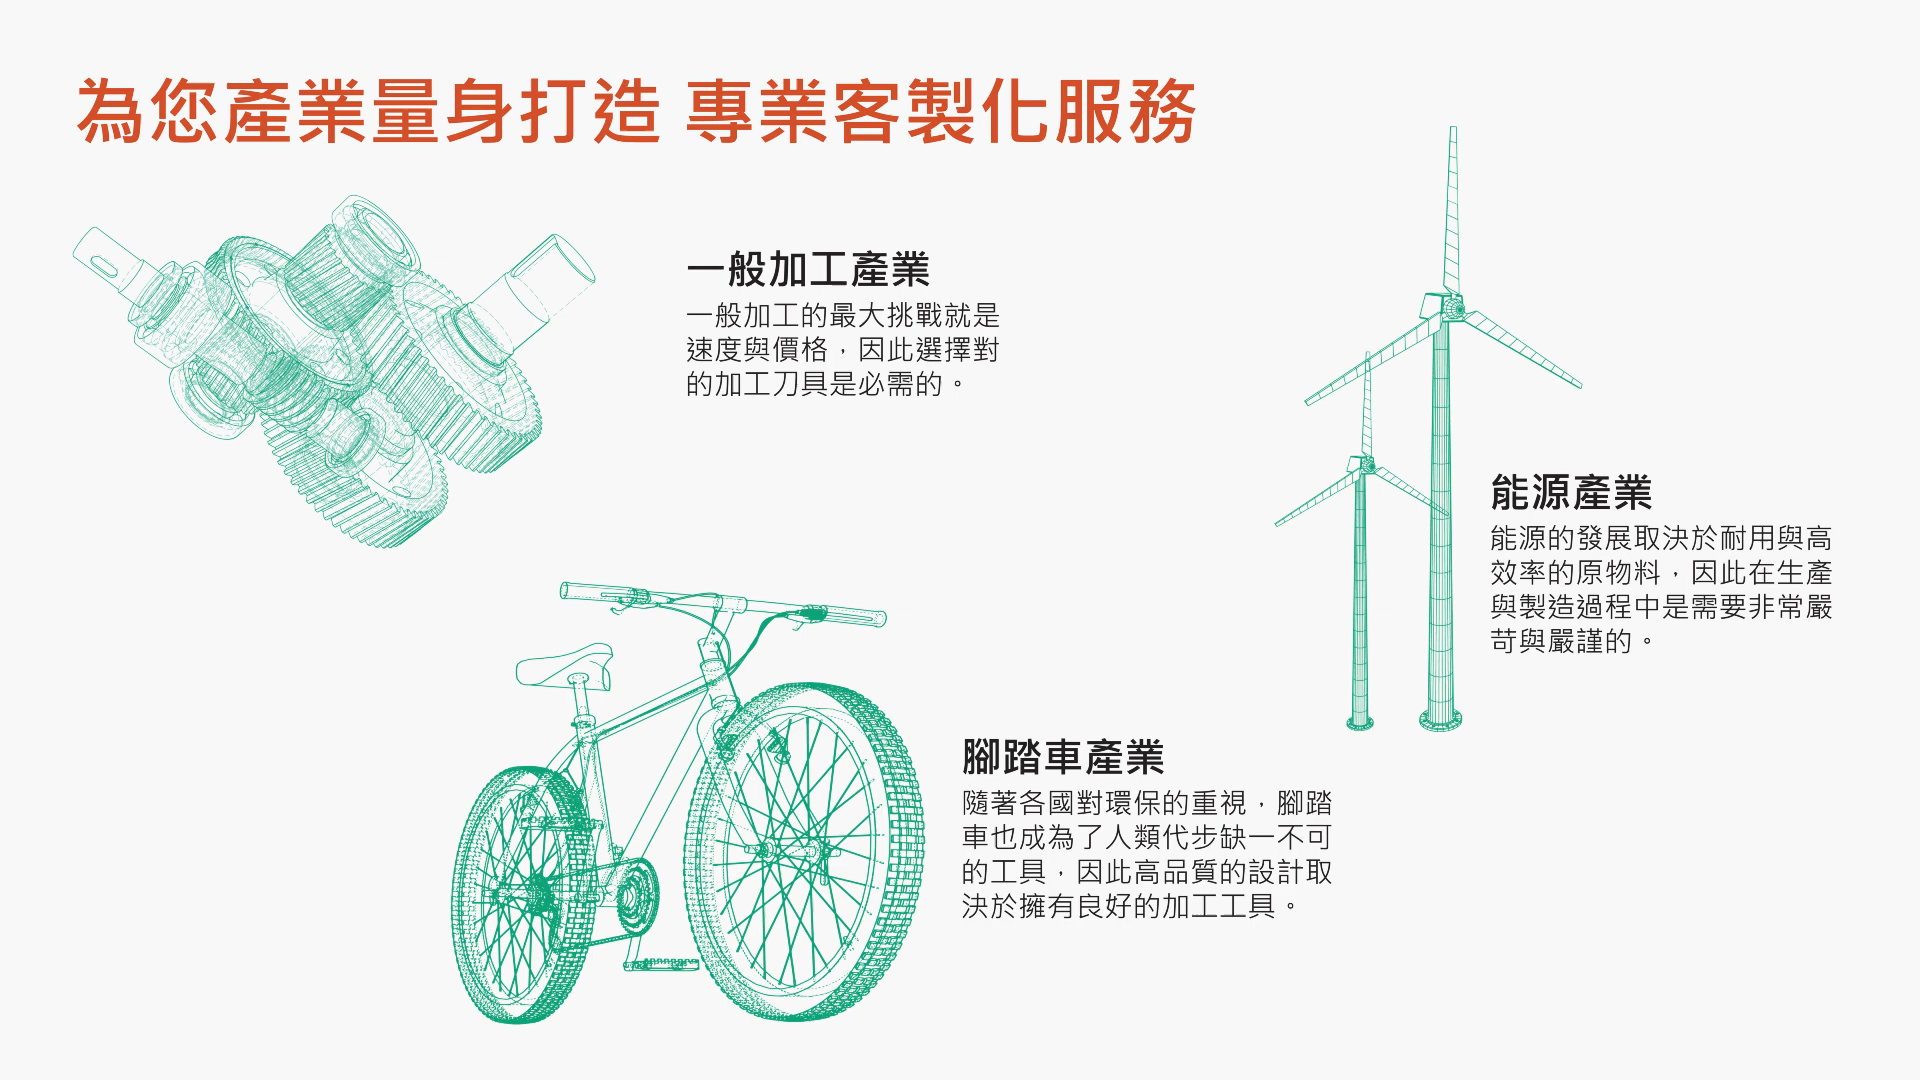 為您產業量身打造 專業客製化服務
一般加工產業
一般加工的最大挑戰就是
速度與價格，因此選擇對
的加工刀具是必需的。
能源產業
能源的發展取決於耐用與高
效率的原物料，因此在生產
與製造過程中是需要非常嚴
苛與嚴謹的。
腳踏車產業
隨著各國對環保的重視，腳踏
車也成為了人類代步缺一不可
的工具，因此高品質的設計取
決於擁有良好的加工工具。